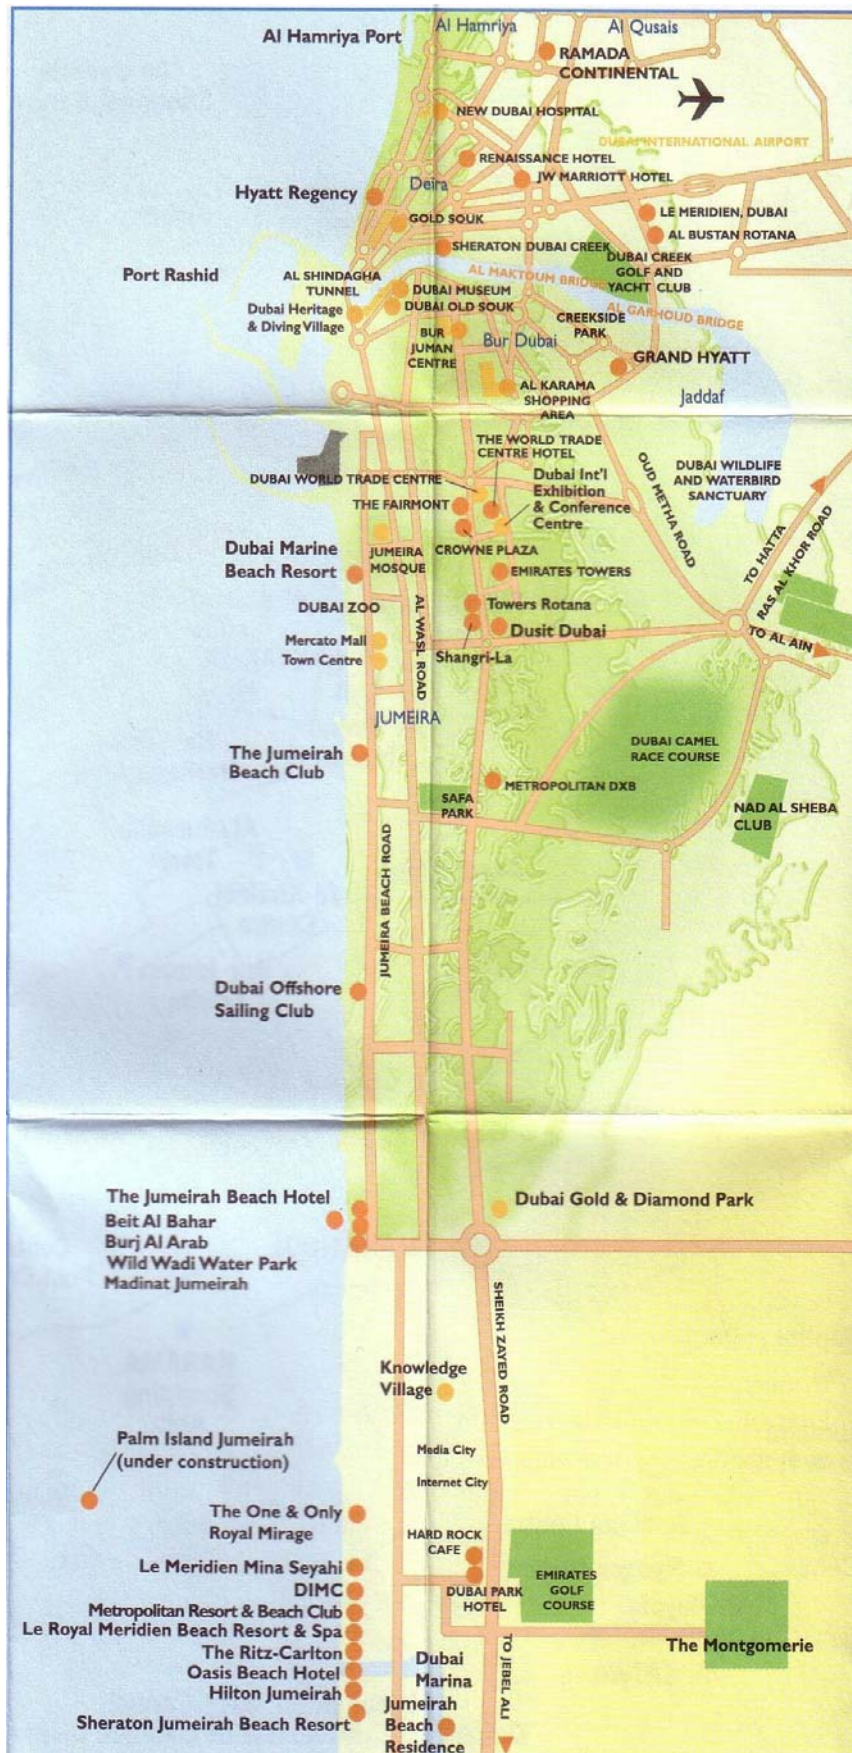 Al Hamriya Port
Al Hamriya
Al Qusais
RAMADA
CONTINENTAL
NEW DUBAI HOSPITAL
DUBAI INTERNATIONAL AIRPORT
RENAISSANCE HOTEL
JW MARRIOTT HOTEL
Deira
Hyatt Regency
LE MERIDIEN, DUBAI
GOLD SOUK
AL BUSTAN ROTANA
SHERATON DUBAI CREEK
DUBAI CREEK
GOLF AND
YACHT CLUB
Port Rashid
AL SHINDAGHA
TUNNEL
AL MAKTOUM BRIDGE
DUBAI MUSEUM
DUBAI OLD SOUK
Dubai Heritage
& Diving Village
AL GARHOUD BRIDGE
CREEKSIDE
PARK
BUR
JUMAN
CENTRE
Bur Dubai
GRAND HYATT
AL KARAMA
SHOPPING
AREA
Jaddaf
THE WORLD TRADE
CENTRE HOTEL
DUBAI WORLD TRADE CENTRE
Dubai Int'l
Exhibition
& Conference
Centre
OUD METHA ROAD
DUBAI WILDLIFE
AND WATERBIRD
SANCTUARY
THE FAIRMONT
CROWNE PLAZA
TO HATTA
RAS AL KHOR ROAD
Dubai Marine
Beach Resort
JUMEIRA
MOSQUE
EMIRATES TOWERS
DUBAI ZOO
AL WASL ROAD
Towers Rotana
Dusit Dubai
TO AL AIN
Mercato Mall
Town Centre
Shangri-La
JUMEIRA
DUBAI CAMEL
RACE COURSE
The Jumeirah
Beach Club
METROPOLITAN DXB
SAFA
PARK
NAD AL SHEBA
CLUB
JUMEIRA BEACH ROAD
Dubai Offshore
Sailing Club
The Jumeirah Beach Hotel
Beit Al Bahar
Burj Al Arab
Wild Wadi Water Park
Madinat Jumeirah
Dubai Gold & Diamond Park
SHEIKH ZAYED ROAD
Knowledge
Village
Palm Island Jumeirah
(under construction)
Media City
Internet City
The One & Only
Royal Mirage
HARD ROCK
CAFE
Le Meridien Mina Seyahi
DIMC
EMIRATES
GOLF
COURSE
DUBAI PARK
HOTEL
Metropolitan Resort & Beach Club
Le Royal Meridien Beach Resort & Spa
The Ritz-Carlton
Oasis Beach Hotel
Hilton Jumeirah
Sheraton Jumeirah Beach Resort
The Montgomerie
Dubai
Marina
TO JEBEL ALI
Jumeirah
Beach
Residence